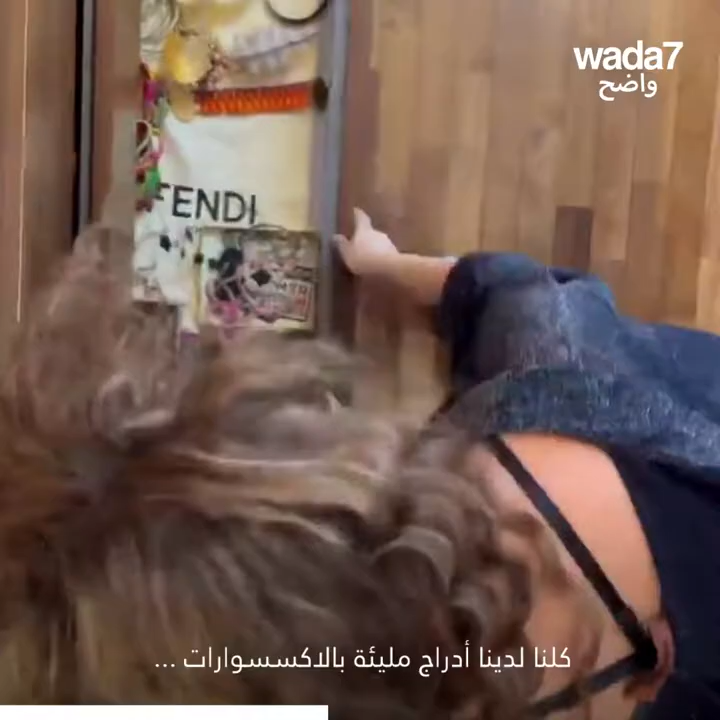 wada7
واضح
FENDI
كلنا لدينا أدراج مليئة بالاكسسوارات ...